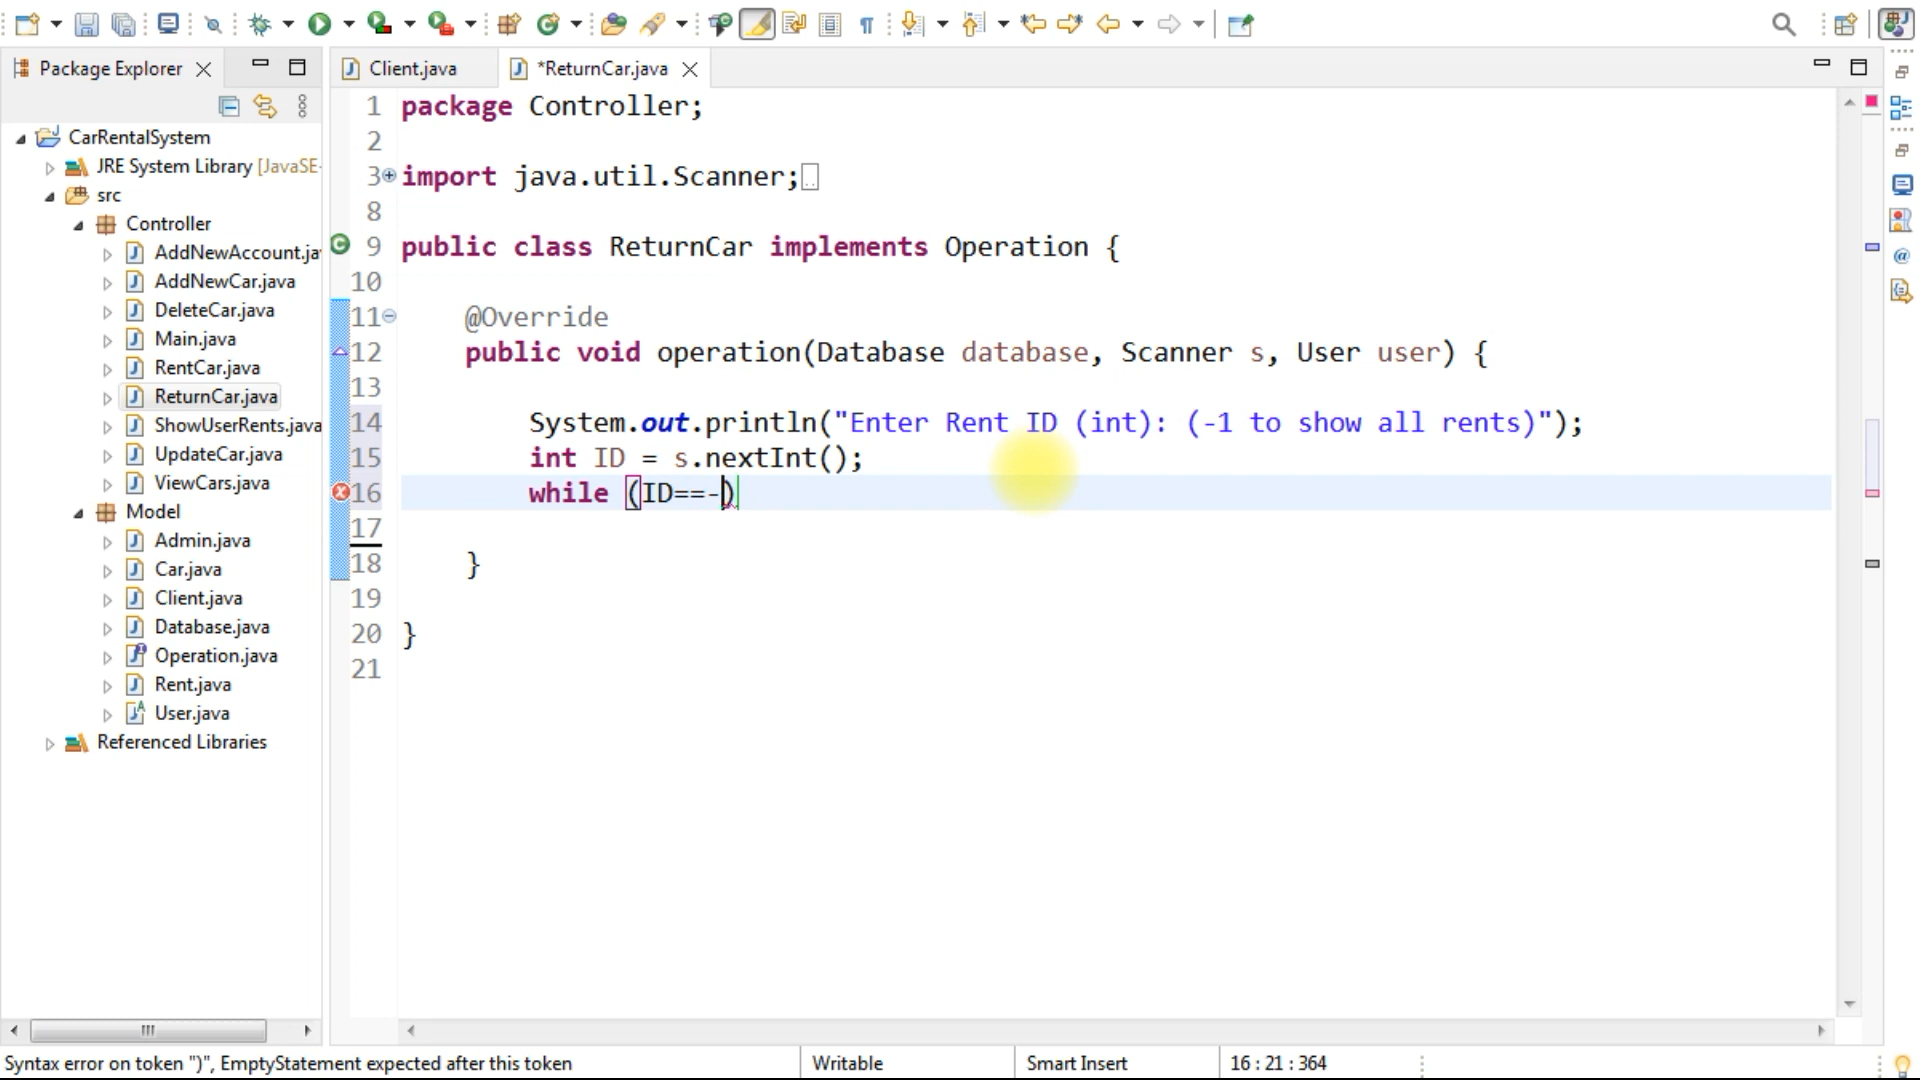 Package Explorer
Client.java
*ReturnCar.java
CarRentalSystem
JRE System Library [JavaSE-
src
Controller
AddNewAccount.ja
AddNewCar.java
DeleteCar.java
Main.java
RentCar.java
ReturnCar.java
ShowUserRents.java
UpdateCar.java
ViewCars.java
Model
Admin.java
Car.java
Client.java
Database.java
Operation.java
Rent.java
User.java
Referenced Libraries
1 package Controller;
2
3 import java.util.Scanner;
8
9 public class ReturnCar implements Operation {
10
11 @Override
12 public void operation(Database database, Scanner s, User user) {
13
14 System.out.println("Enter Rent ID (int): (-1 to show all rents)");
15 int ID = s.nextInt();
16 while (ID==-)
17
18 }
19
20 }
21
Syntax error on token ")", EmptyStatement expected after this token
Writable
Smart Insert
16 : 21 : 364